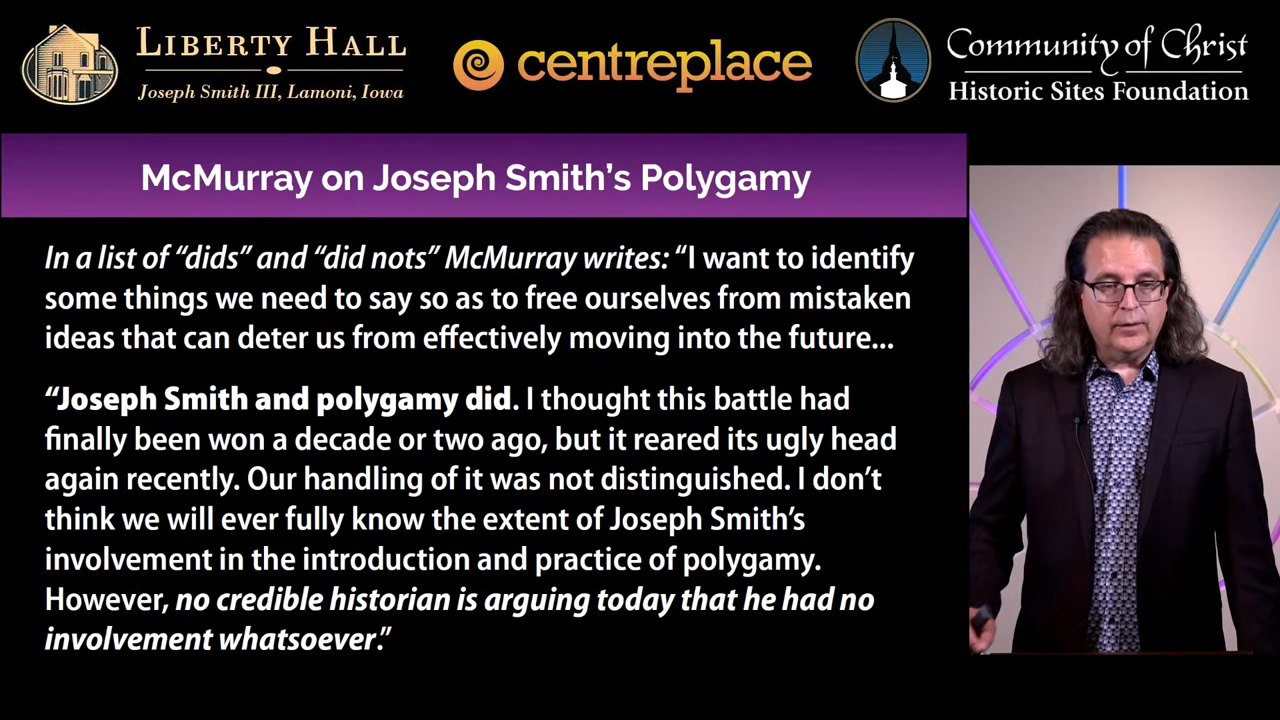 LIBERTY HALL
Joseph Smith III, Lamoni, Iowa
centreplace
Community of Christ
Historic Sites Foundation
McMurray on Joseph Smith’s Polygamy
In a list of “dids” and “did nots” McMurray writes: “I want to identify
some things we need to say so as to free ourselves from mistaken
ideas that can deter us from effectively moving into the future...
“Joseph Smith and polygamy did. I thought this battle had
finally been won a decade or two ago, but it reared its ugly head
again recently. Our handling of it was not distinguished. I don’t
think we will ever fully know the extent of Joseph Smith’s
involvement in the introduction and practice of polygamy.
However, no credible historian is arguing today that he had no
involvement whatsoever.”